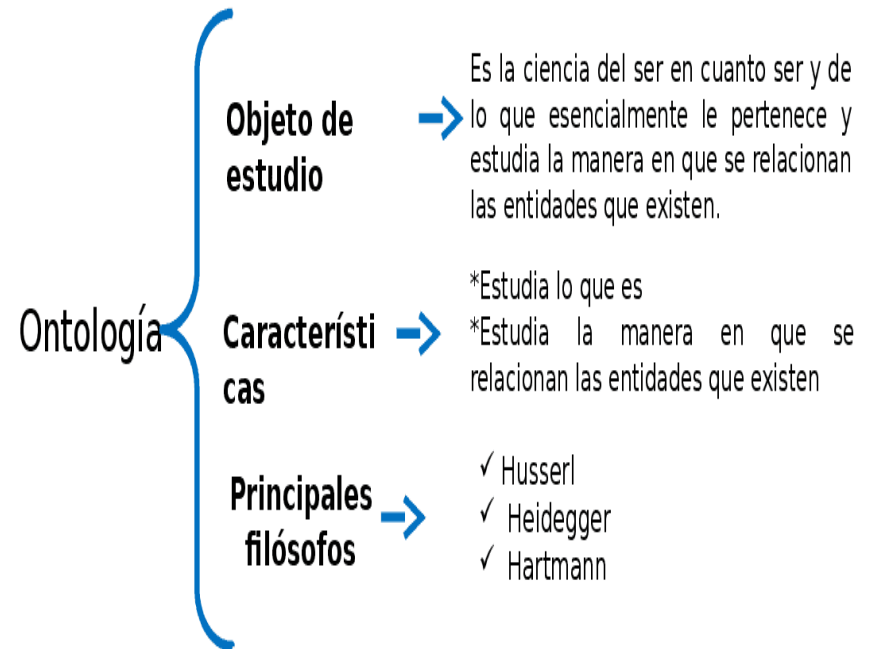 Ontología
Objeto de
estudio
Es la ciencia del ser en cuanto ser y de
lo que esencialmente le pertenece y
estudia la manera en que se relacionan
las entidades que existen.
Característi
cas
*Estudia lo que es
*Estudia la manera en que se
relacionan las entidades que existen
Principales
filósofos
✓ Husserl
✓ Heidegger
✓ Hartmann